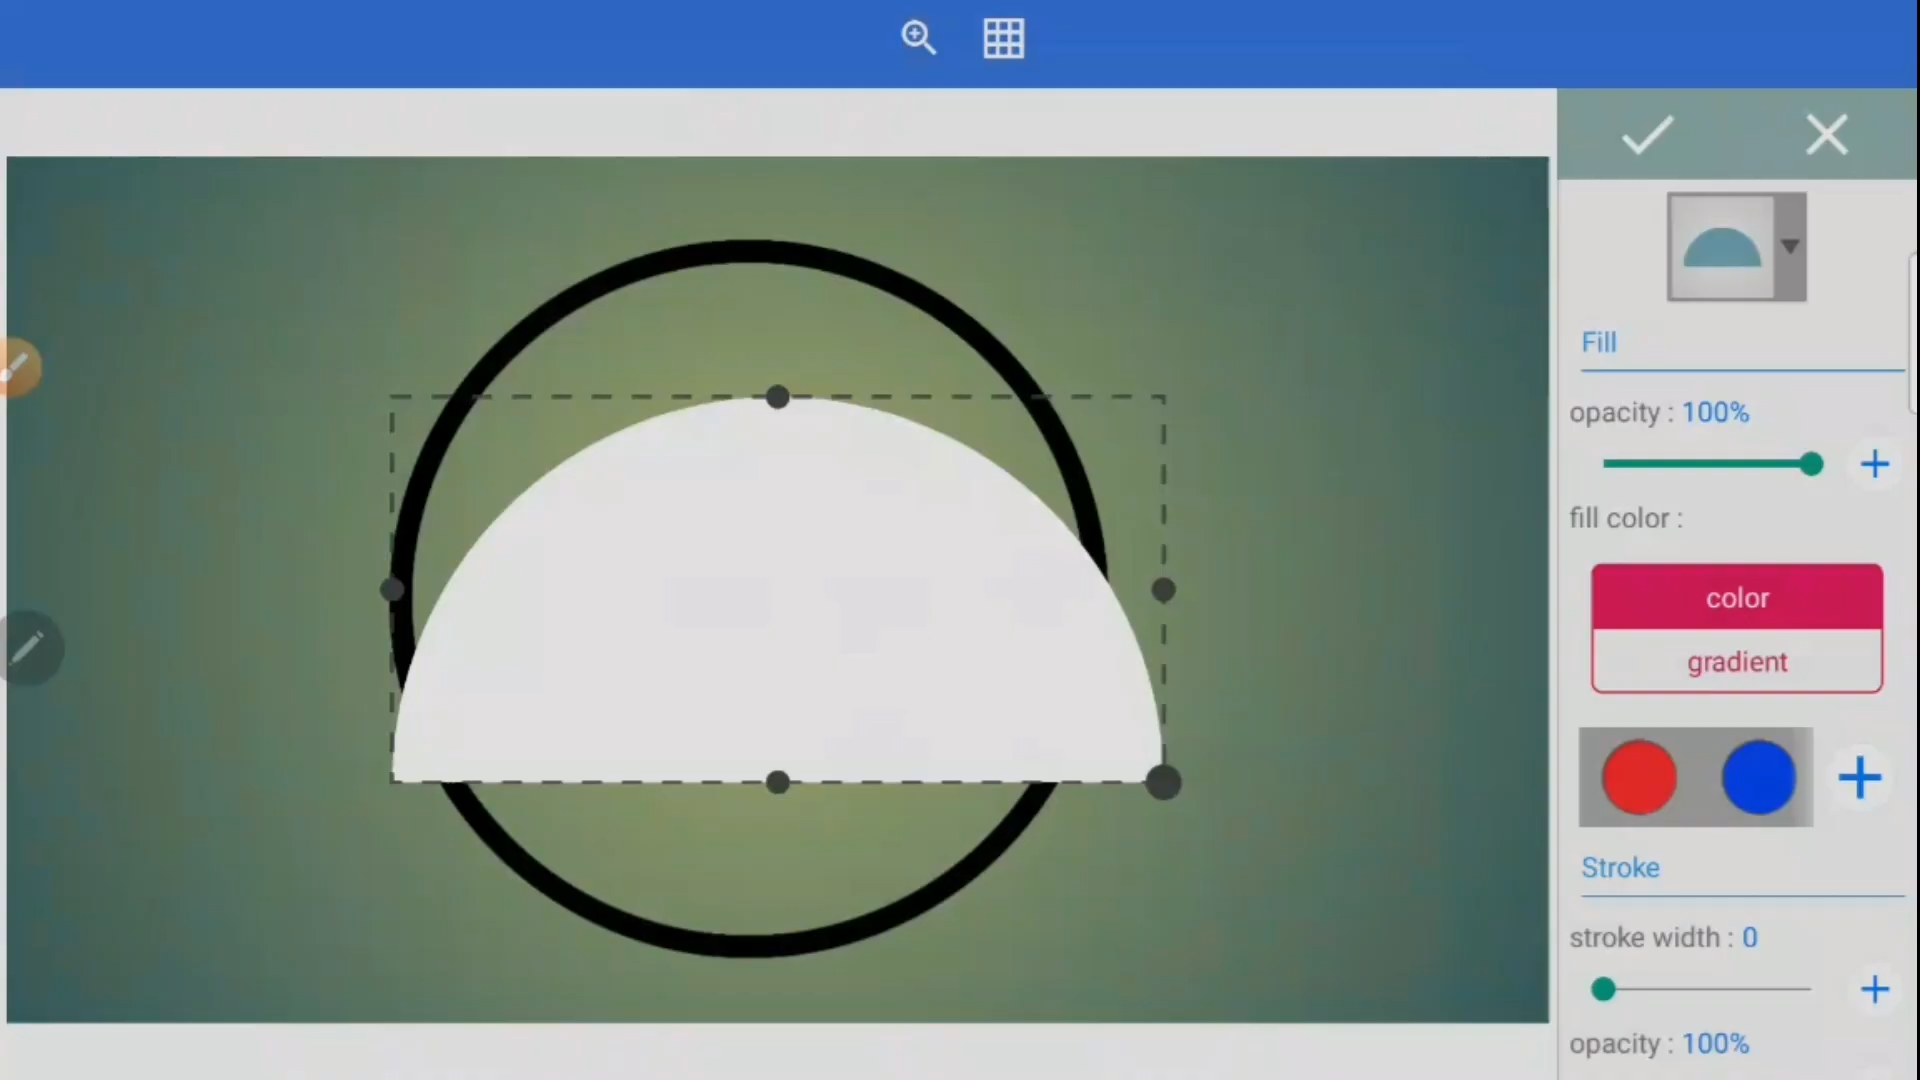 Fill
opacity : 100%
fill color :
color
gradient
Stroke
stroke width : 0
opacity : 100%